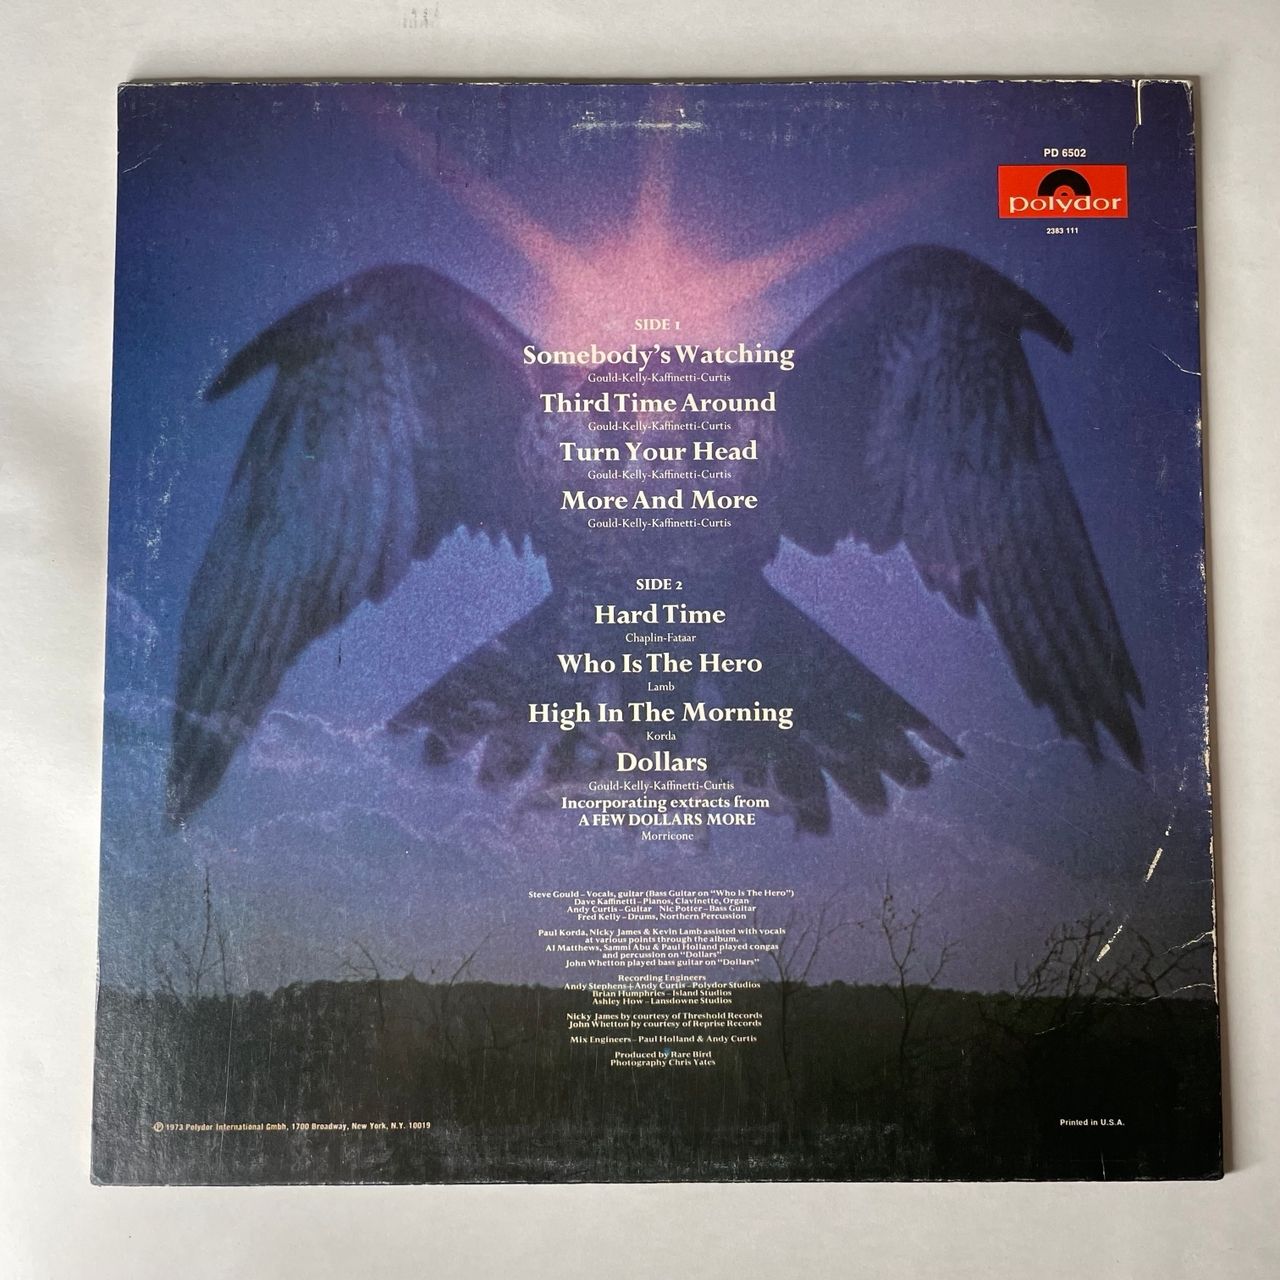 PD 6502
polydor
2383 111
SIDE 1
Somebody's Watching
Gould-Kelly-Kaffinetti-Curtis
Third Time Around
Gould-Kelly-Kaffinetti-Curtis
Turn Your Head
Gould-Kelly-Kaffinetti-Curtis
More And More
Gould-Kelly-Kaffinetti-Curtis
SIDE 2
Hard Time
Chaplin-Fataar
Who Is The Hero
Lamb
High In The Morning
Korda
Dollars
Gould-Kelly-Kaffinetti-Curtis
Incorporating extracts from
A FEW DOLLARS MORE
Morricone
Steve Gould – Vocals, guitar (Bass Guitar on "Who Is The Hero")
Dave Kaffinetti – Pianos, Clavinette, Organ
Andy Curtis – Guitar Nic Potter – Bass Guitar
Fred Kelly – Drums, Northern Percussion
Paul Korda, Nicky James & Kevin Lamb assisted with vocals
at various points through the album.
Al Matthews, Sammi Abu & Paul Holland played congas
and percussion on "Dollars"
John Whetton played bass guitar on "Dollars"
Recording Engineers
Andy Stephens + Andy Curtis – Polydor Studios
Brian Humphries – Island Studios
Ashley How – Lansdowne Studios
Nicky James by courtesy of Threshold Records
John Whetton by courtesy of Reprise Records
Mix Engineers – Paul Holland & Andy Curtis
Produced by Rare Bird
Photography Chris Yates
Ⓟ 1973 Polydor International Gmbh, 1700 Broadway, New York, N.Y. 10019
Printed in U.S.A.